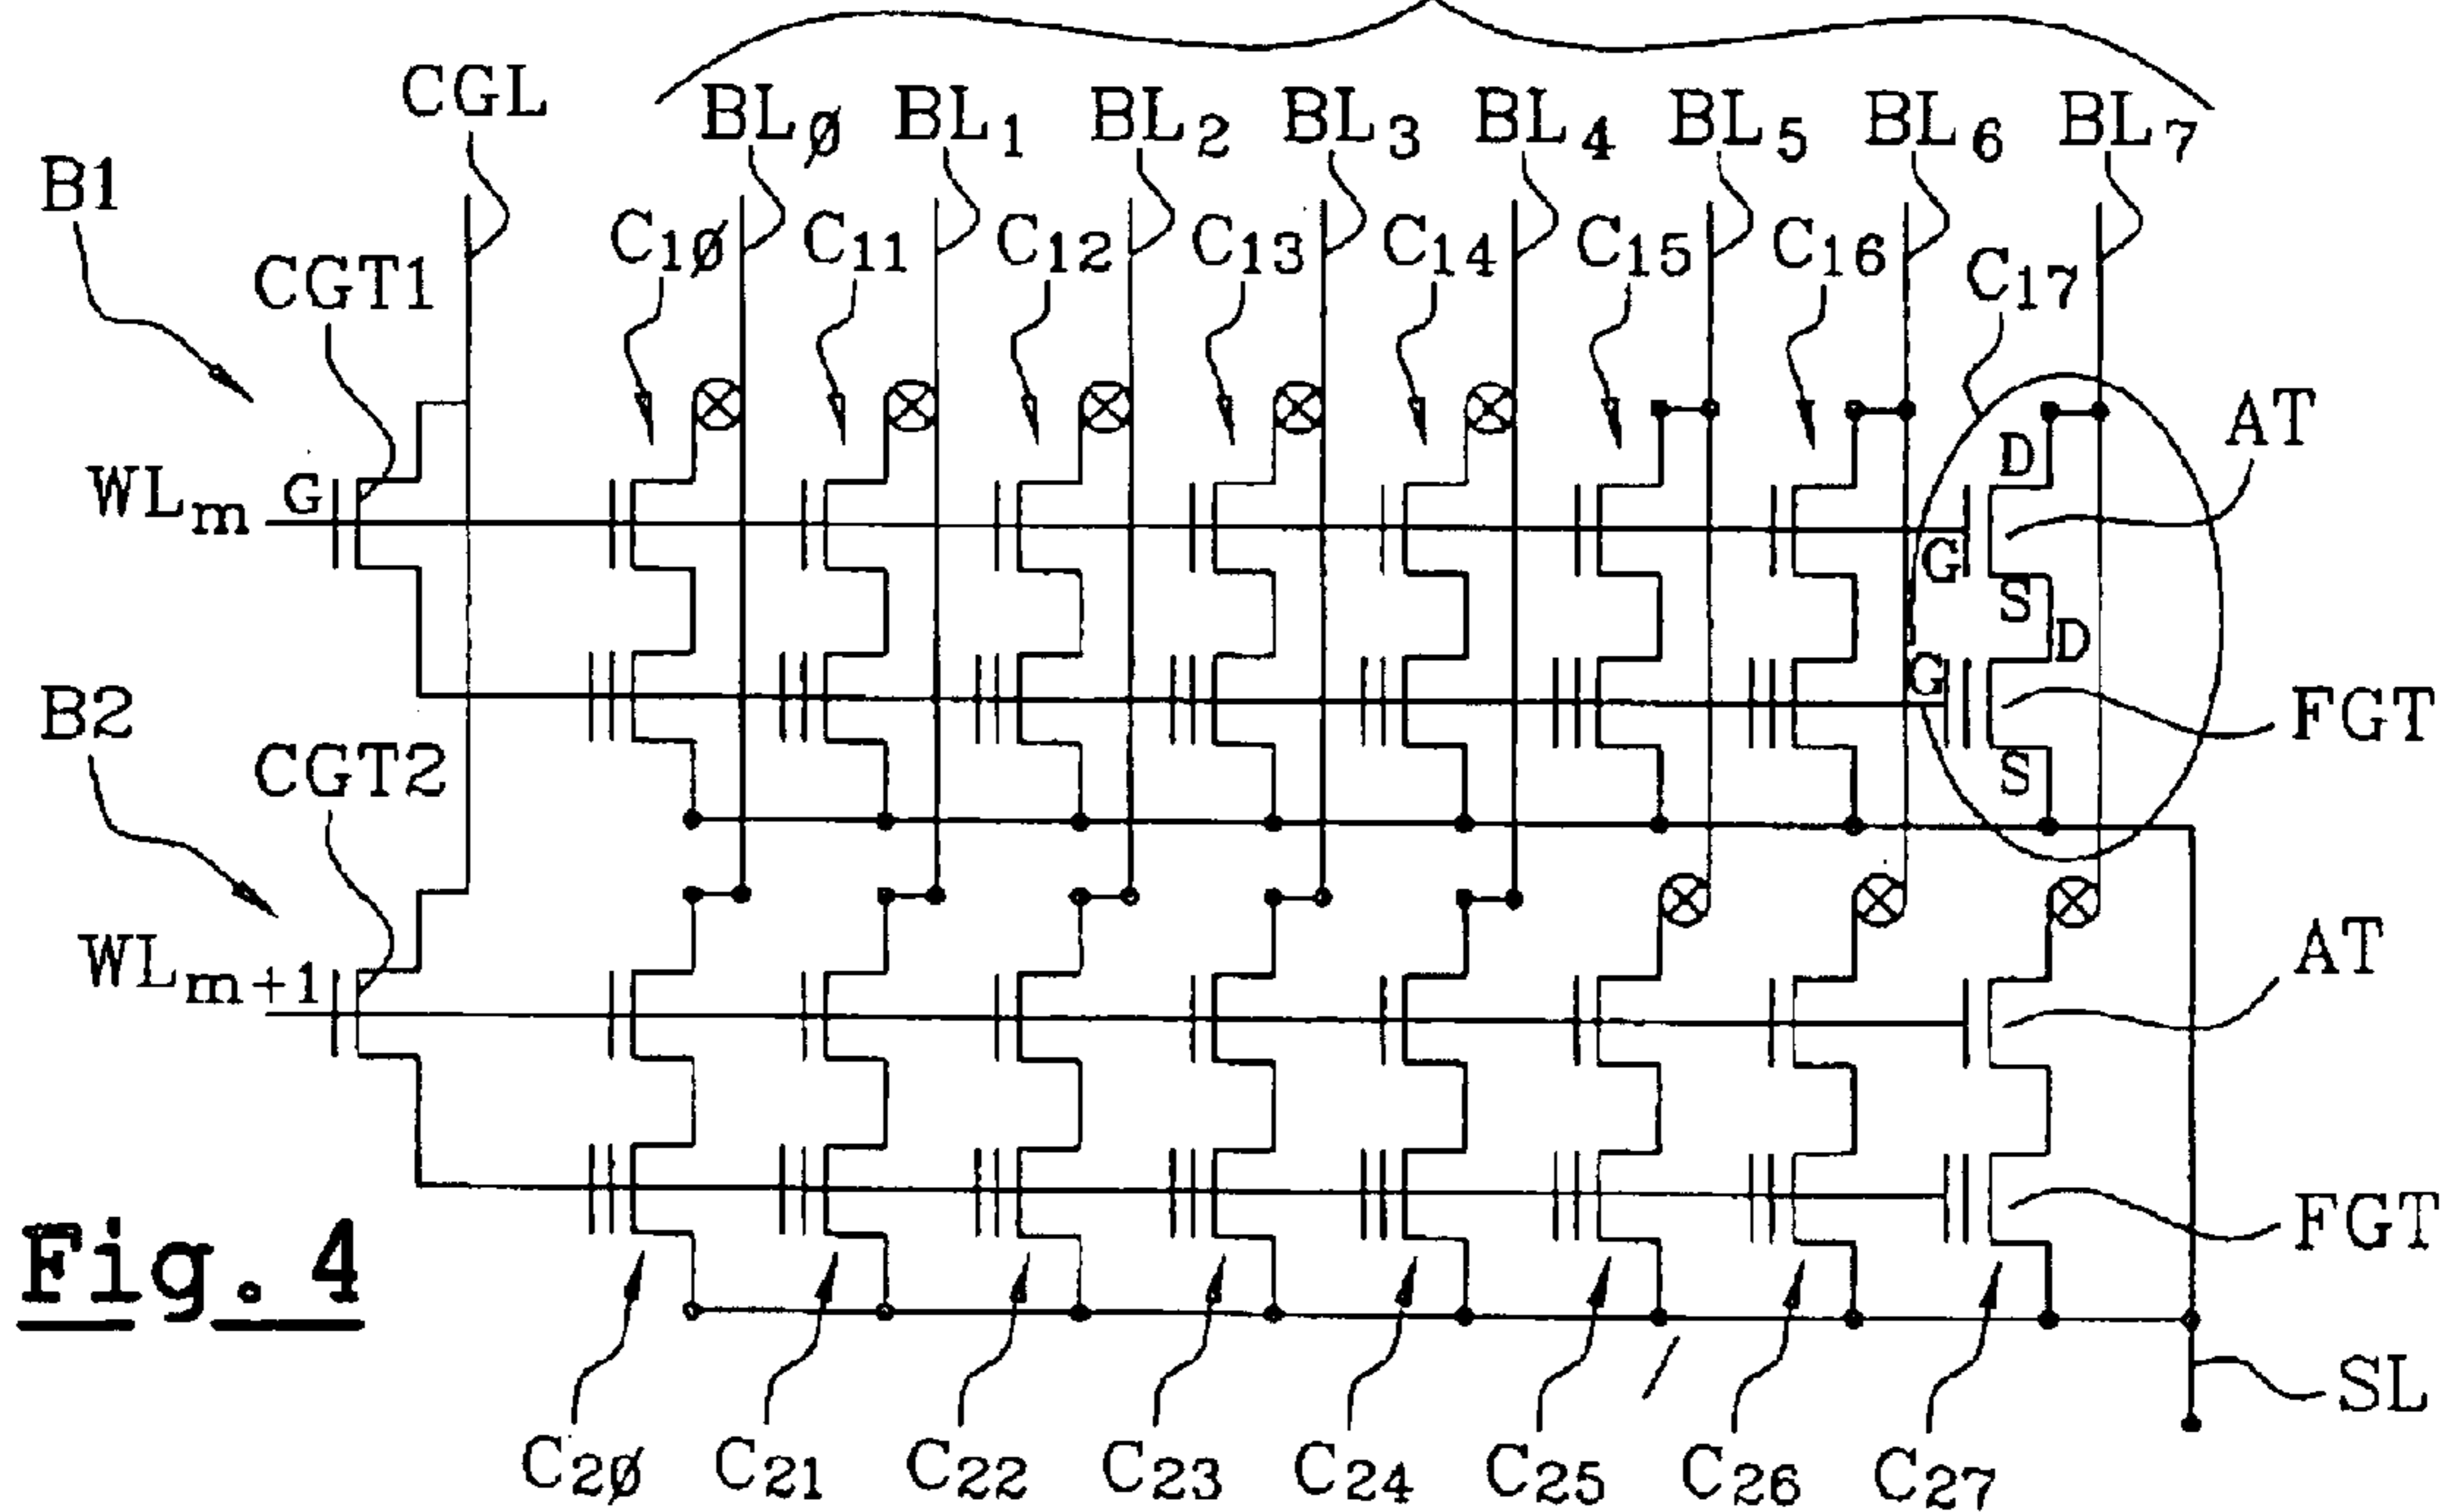 CGL BLø BL1 BL2 BL3 BL4 BL5 BL6 BL7
B1 C1ø C11 C12 C13 C14 C15 C16 C17
CGT1
D AT
WLm G
G
S
D
G
B2 FGT
CGT2 S
WLm+1 AT
FGT
Fig. 4
SL
C2ø C21 C22 C23 C24 C25 C26 C27